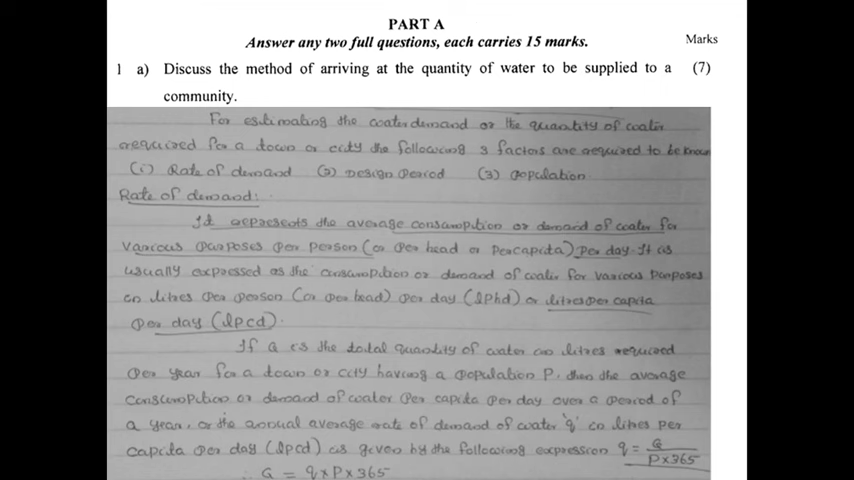 PART A
Answer any two full questions, each carries 15 marks.
Marks
1 a) Discuss the method of arriving at the quantity of water to be supplied to a (7)
community.
For estimating the water demand or the quantity of water
required for a town or city the following 3 factors are required to be known
(i) Rate of demand (2) Design Period (3) Population
Rate of demand:
It represents the average consumption or demand of water for
various purposes per person (or per head or percapita) per day. It is
usually expressed as the consumption or demand of water for various purposes
in litres per person (or per head) per day (lphd) or litres per capita
per day (lpcd).
If Q is the total quantity of water in litres required
per year for a town or city having a population P, then the average
consumption or demand of water per capita per day over a period of
a year, or the annual average rate of demand of water 'q' in litres per
capita per day (lpcd) is given by the following expression q = Q / P×365
∴ Q = q×P×365